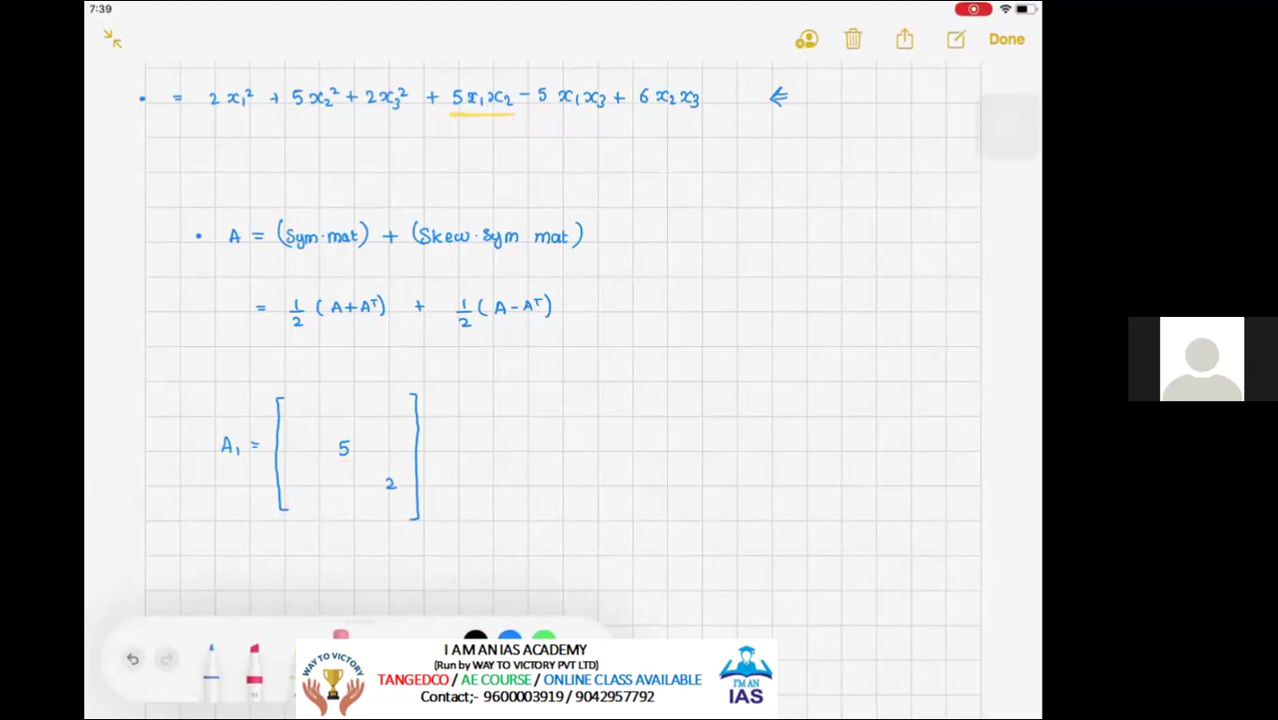 7:39
Done
• = 2x₁² + 5x₂² + 2x₃² + 5x₁x₂ - 5x₁x₃ + 6x₂x₃ ⇐
• A = (Sym·mat) + (Skew·Sym mat)
= 1/2 (A+Aᵀ) + 1/2 (A-Aᵀ)
A₁ = [ 5
2 ]
WAY TO VICTORY
I AM AN IAS ACADEMY
(Run by WAY TO VICTORY PVT LTD)
TANGEDCO / AE COURSE / ONLINE CLASS AVAILABLE
Contact;- 9600003919 / 9042957792
I'M AN
IAS